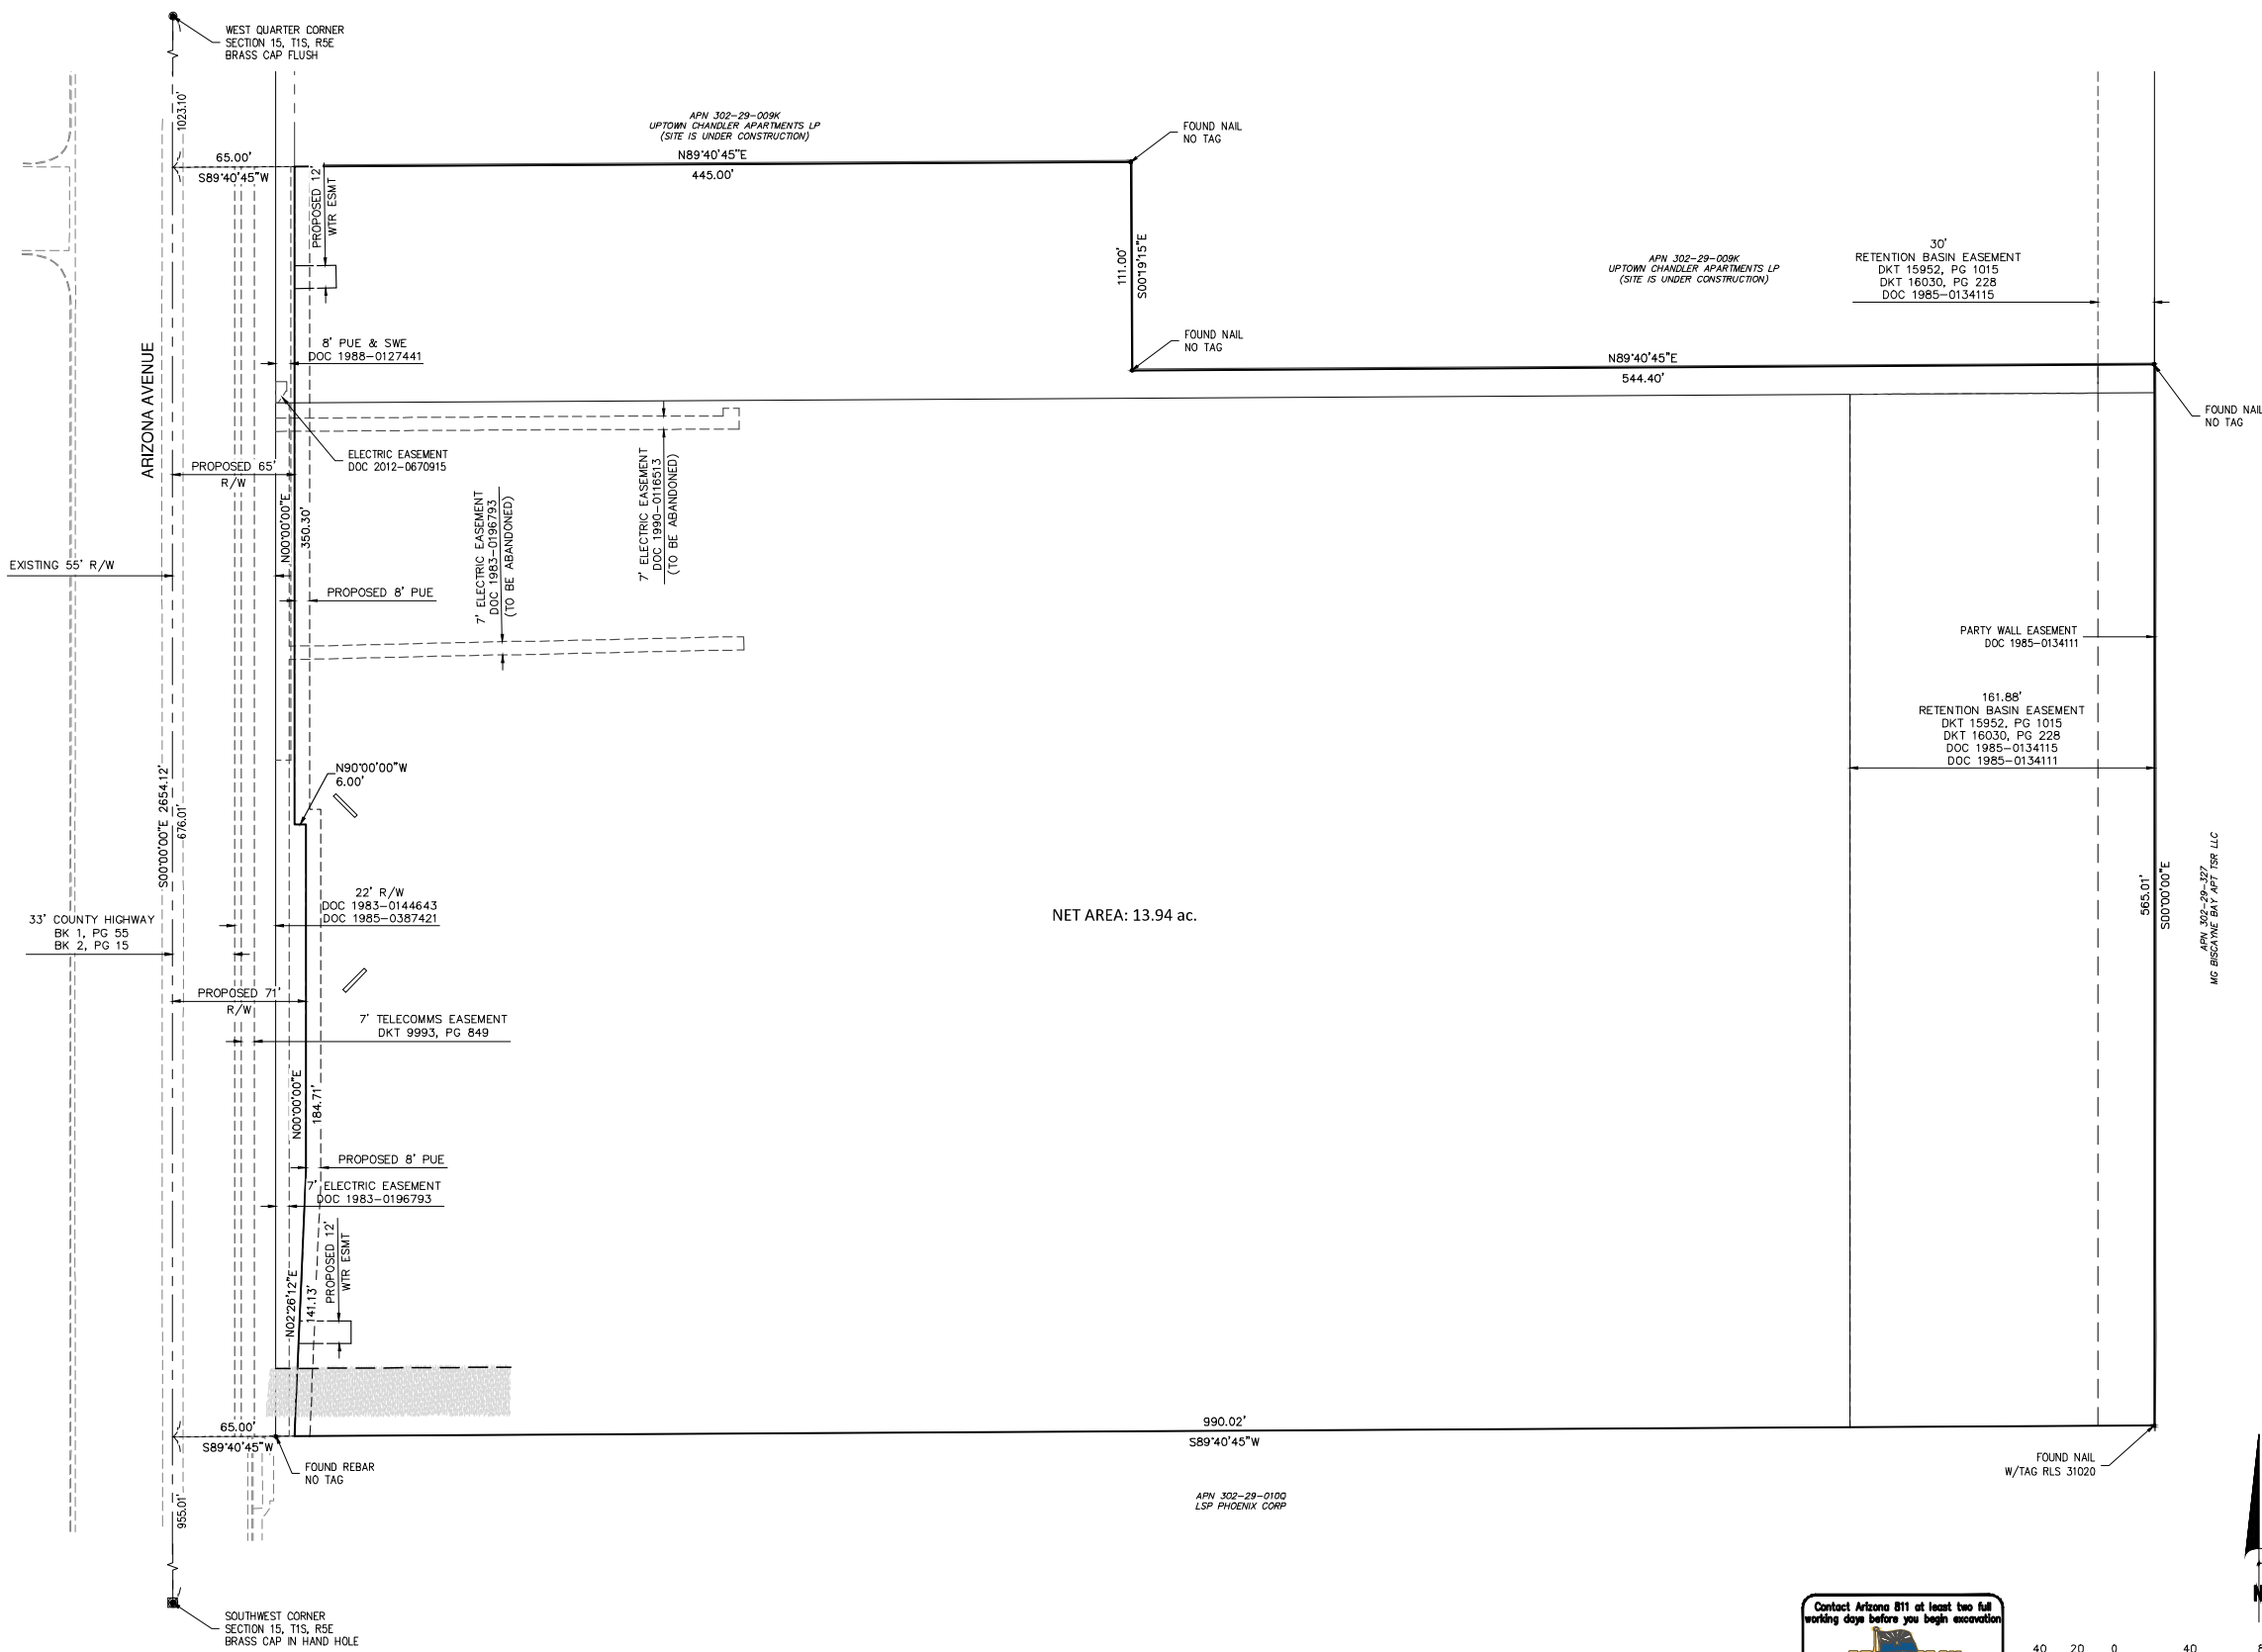 WEST QUARTER CORNER
SECTION 15, T1S, R5E
BRASS CAP FLUSH
1023.10'
APN 302-29-009K
UPTOWN CHANDLER APARTMENTS LP
(SITE IS UNDER CONSTRUCTION)
FOUND NAIL
NO TAG
65.00'
S89°40'45"W
N89°40'45"E
445.00'
PROPOSED 12'
WTR ESMT
111.00'
S00°19'15"E
APN 302-29-009K
UPTOWN CHANDLER APARTMENTS LP
(SITE IS UNDER CONSTRUCTION)
30'
RETENTION BASIN EASEMENT
DKT 15952, PG 1015
DKT 16030, PG 228
DOC 1985-0134115
ARIZONA AVENUE
8' PUE & SWE
DOC 1988-0127441
FOUND NAIL
NO TAG
N89°40'45"E
544.40'
FOUND NAIL
NO TAG
ELECTRIC EASEMENT
DOC 2012-0670915
PROPOSED 65'
R/W
N00°00'00"E
350.30'
7' ELECTRIC EASEMENT
DOC 1983-0196793
(TO BE ABANDONED)
7' ELECTRIC EASEMENT
DOC 1990-0116513
(TO BE ABANDONED)
EXISTING 55' R/W
PROPOSED 8' PUE
PARTY WALL EASEMENT
DOC 1985-0134111
161.88'
RETENTION BASIN EASEMENT
DKT 15952, PG 1015
DKT 16030, PG 228
DOC 1985-0134115
DOC 1985-0134111
N90°00'00"W
6.00'
S00°00'00"E 2654.12'
676.01'
22' R/W
DOC 1983-0144643
DOC 1985-0387421
33' COUNTY HIGHWAY
BK 1, PG 55
BK 2, PG 15
NET AREA: 13.94 ac.
565.01'
S00°00'00"E
APN 302-29-327
MG BISCAYNE BAY APT TSR LLC
PROPOSED 71'
R/W
7' TELECOMMS EASEMENT
DKT 9993, PG 849
N00°00'00"E
184.71'
PROPOSED 8' PUE
7' ELECTRIC EASEMENT
DOC 1983-0196793
PROPOSED 12'
WTR ESMT
N02°26'12"E
141.13'
65.00'
S89°40'45"W
990.02'
S89°40'45"W
FOUND REBAR
NO TAG
FOUND NAIL
W/TAG RLS 31020
APN 302-29-010Q
LSP PHOENIX CORP
955.01'
SOUTHWEST CORNER
SECTION 15, T1S, R5E
BRASS CAP IN HAND HOLE
Contact Arizona 811 at least two full
working days before you begin excavation
N
40 20 0 40